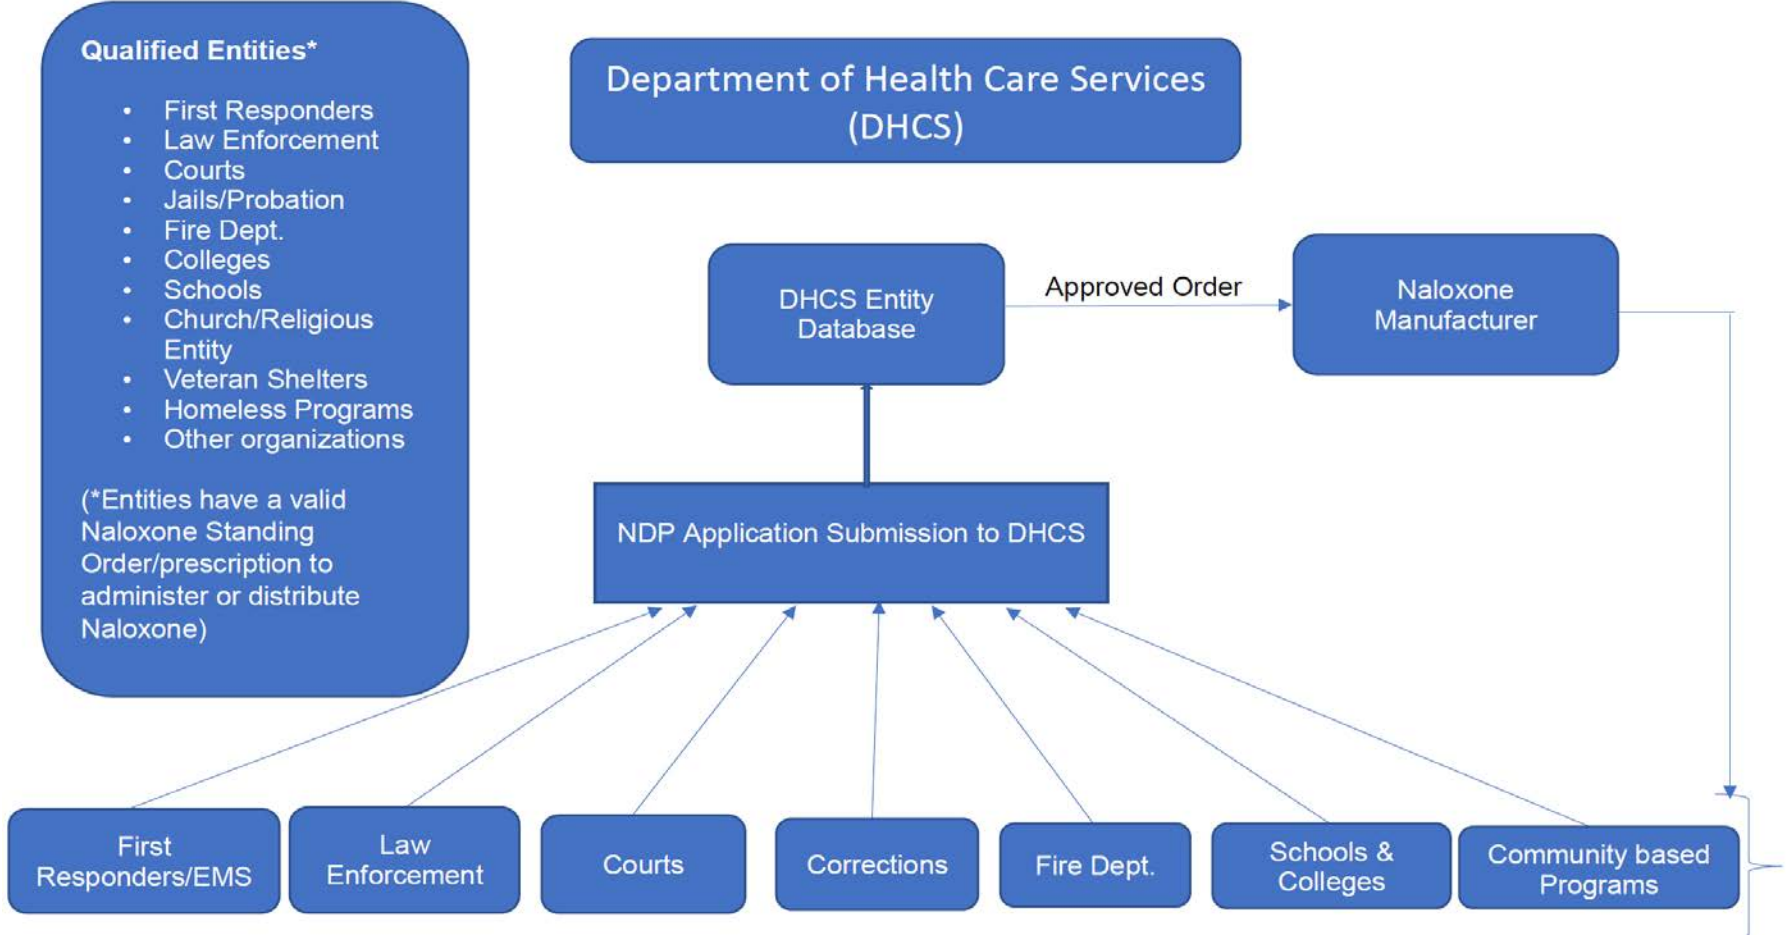 Qualified Entities*
• First Responders
• Law Enforcement
• Courts
• Jails/Probation
• Fire Dept.
• Colleges
• Schools
• Church/Religious
Entity
• Veteran Shelters
• Homeless Programs
• Other organizations
(*Entities have a valid
Naloxone Standing
Order/prescription to
administer or distribute
Naloxone)
Department of Health Care Services
(DHCS)
DHCS Entity
Database
Approved Order
Naloxone
Manufacturer
NDP Application Submission to DHCS
First
Responders/EMS
Law
Enforcement
Courts
Corrections
Fire Dept.
Schools &
Colleges
Community based
Programs